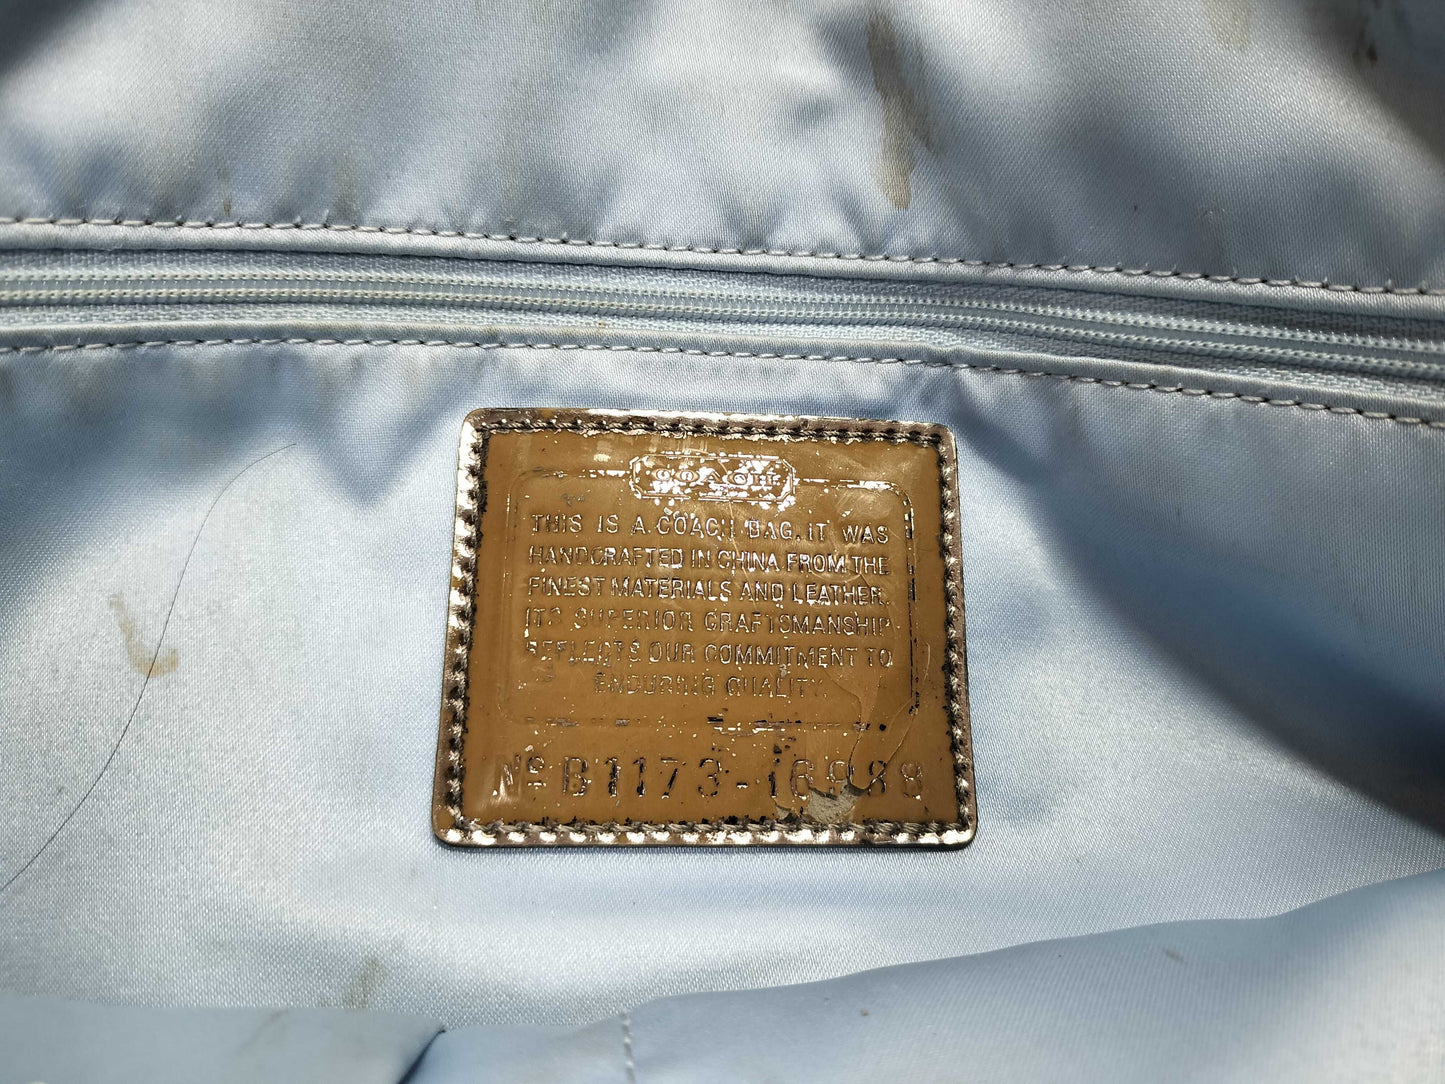 COACH
THIS IS A COACH BAG. IT WAS
HANDCRAFTED IN CHINA FROM THE
FINEST MATERIALS AND LEATHER.
ITS SUPERIOR CRAFTSMANSHIP
REFLECTS OUR COMMITMENT TO
ENDURING QUALITY.
Nº B1173-16988